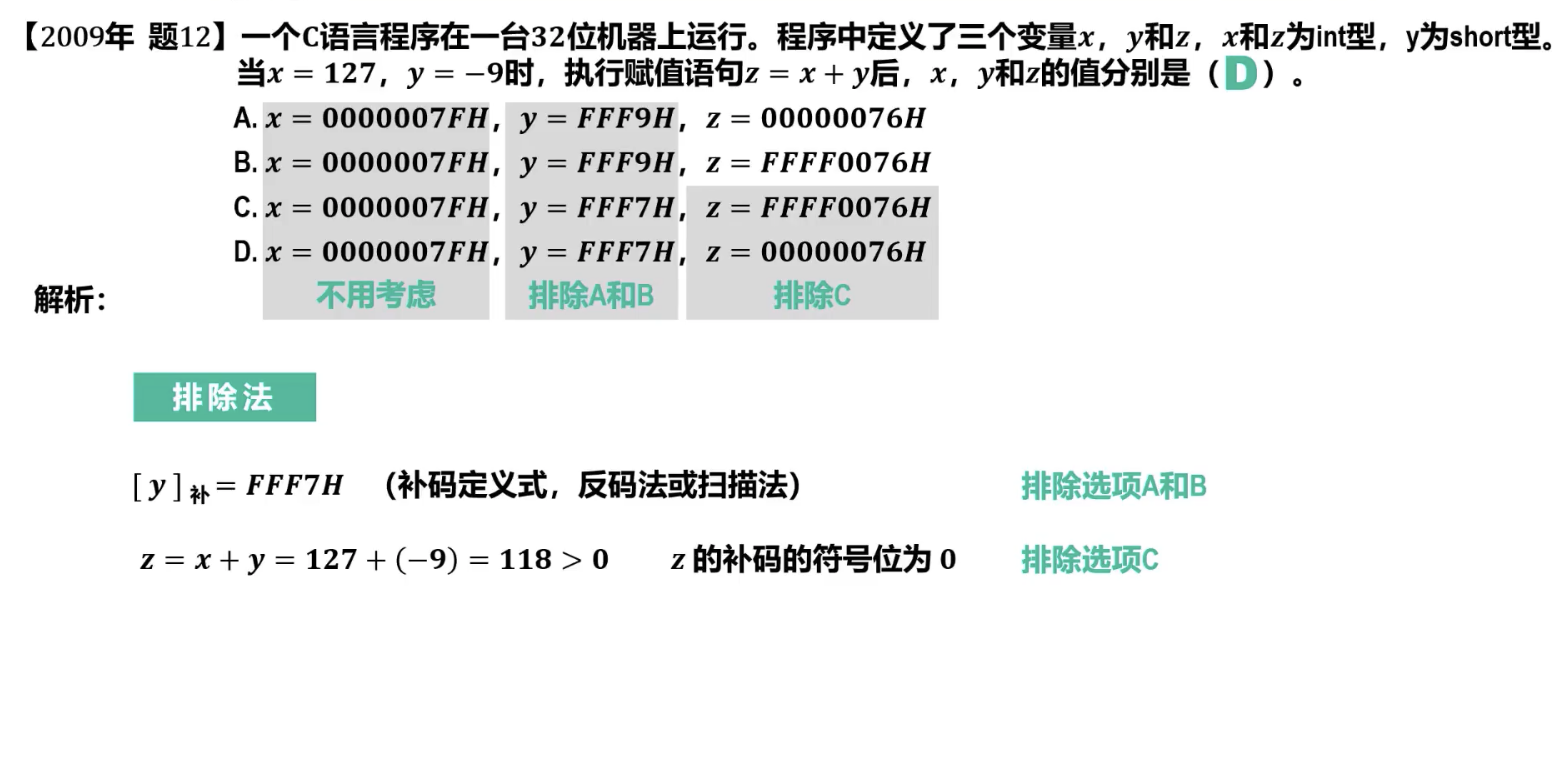 【2009年 题12】一个C语言程序在一台32位机器上运行。程序中定义了三个变量x，y和z，x和z为int型，y为short型。
当x = 127，y = −9时，执行赋值语句z = x + y后，x，y和z的值分别是（D）。
A. x = 0000007FH，y = FFF9H，z = 00000076H
B. x = 0000007FH，y = FFF9H，z = FFFF0076H
C. x = 0000007FH，y = FFF7H，z = FFFF0076H
D. x = 0000007FH，y = FFF7H，z = 00000076H
解析： 不用考虑 排除A和B 排除C
排除法
[ y ]补 = FFF7H （补码定义式，反码法或扫描法） 排除选项A和B
z = x + y = 127 + (−9) = 118 > 0 z 的补码的符号位为 0 排除选项C